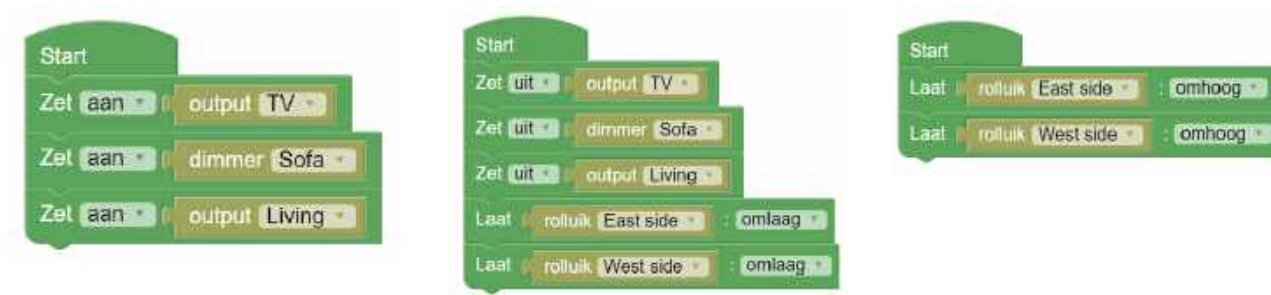 Start
Zet aan output TV
Zet aan dimmer Sofa
Zet aan output Living
Start
Zet uit output TV
Zet uit dimmer Sofa
Zet uit output Living
Laat rolluik East side : omlaag
Laat rolluik West side : omlaag
Start
Laat rolluik East side : omhoog
Laat rolluik West side : omhoog